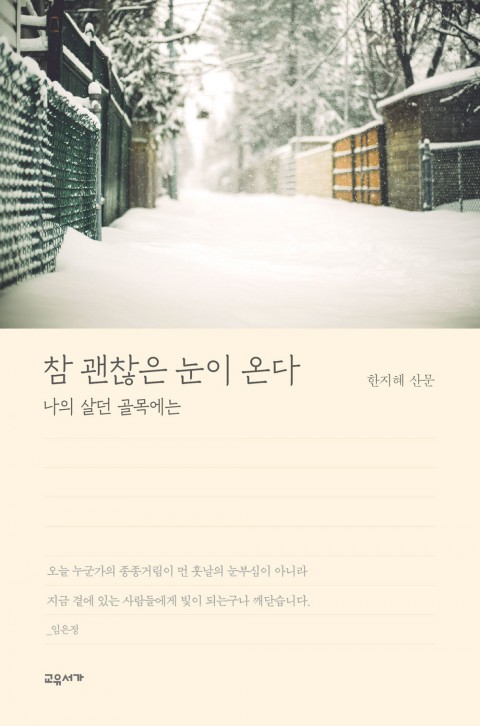 참 괜찮은 눈이 온다
한지혜 산문
나의 살던 골목에는
오늘 누군가의 종종거림이 먼 훗날의 눈부심이 아니라
지금 곁에 있는 사람들에게 빛이 되는구나 깨닫습니다.
_임은정
교유서가